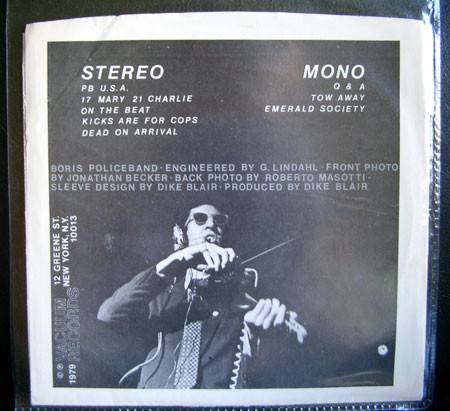 STEREO
PB U.S.A.
17 MARY 21 CHARLIE
ON THE BEAT
KICKS ARE FOR COPS
DEAD ON ARRIVAL
MONO
Q & A
TOW AWAY
EMERALD SOCIETY
BORIS POLICEBAND·ENGINEERED BY G. LINDAHL·FRONT PHOTO
BY JONATHAN BECKER·BACK PHOTO BY ROBERTO MASOTTI·
SLEEVE DESIGN BY DIKE BLAIR·PRODUCED BY DIKE BLAIR
©℗ VACUUM
1979 RECORDS
12 GREENE ST.
NEW YORK, N.Y.
10013